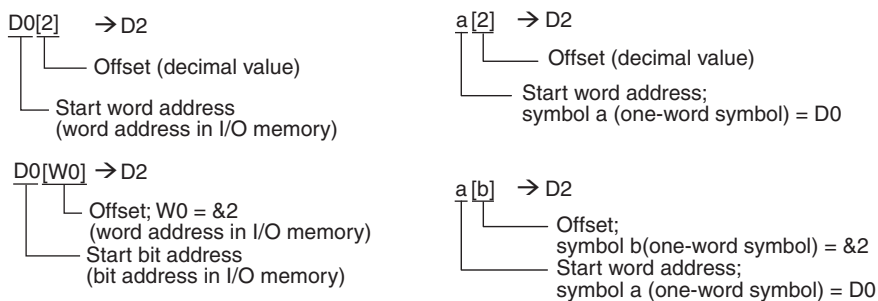 D0[2] → D2
Offset (decimal value)
Start word address
(word address in I/O memory)
a [2] → D2
Offset (decimal value)
Start word address;
symbol a (one-word symbol) = D0
D0[W0] → D2
Offset; W0 = &2
(word address in I/O memory)
Start bit address
(bit address in I/O memory)
a [b] → D2
Offset;
symbol b(one-word symbol) = &2
Start word address;
symbol a (one-word symbol) = D0